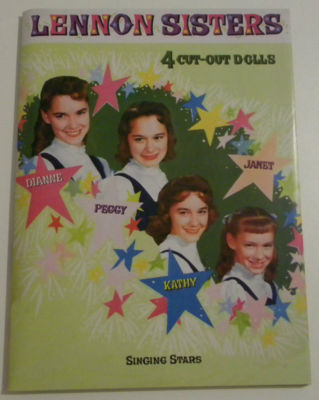 LENNON SISTERS
4 CUT-OUT DOLLS
JANET
DIANNE
PEGGY
KATHY
SINGING STARS